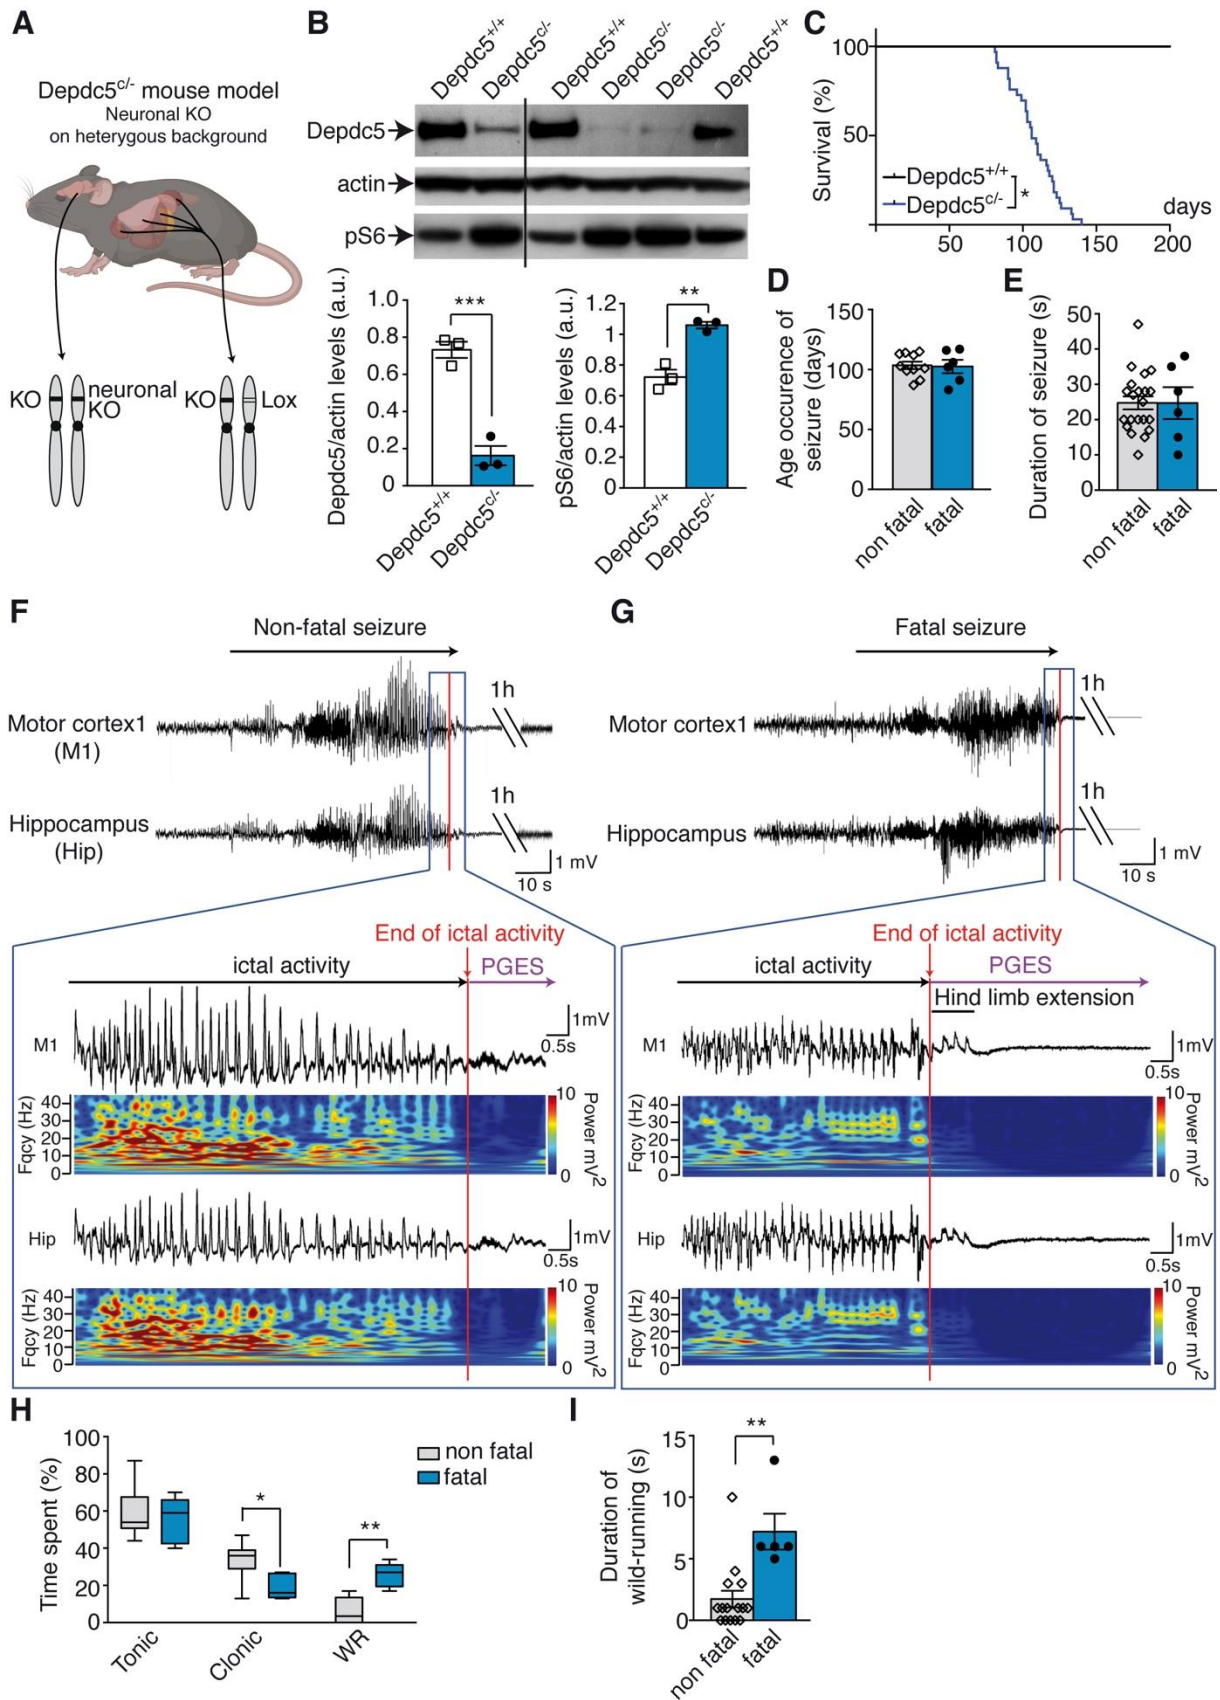 A
Depdc5c/- mouse model
Neuronal KO
on heterygous background
KO
neuronal
KO
KO
Lox
B
Depdc5+/+
Depdc5c/-
Depdc5+/+
Depdc5c/-
Depdc5c/-
Depdc5+/+
Depdc5
actin
pS6
Depdc5/actin levels (a.u.)
1.0
0.8
0.6
0.4
0.2
0
***
Depdc5+/+
Depdc5c/-
pS6/actin levels (a.u.)
1.2
1
0.8
0.6
0.4
0.2
0
**
Depdc5+/+
Depdc5c/-
C
Survival (%)
100
50
Depdc5+/+
Depdc5c/-
*
days
50
100
150
200
D
Age occurence of
seizure (days)
150
100
50
0
non fatal
fatal
E
Duration of seizure (s)
50
40
30
20
10
0
non fatal
fatal
F
Non-fatal seizure
1h
Motor cortex1
(M1)
1h
Hippocampus
(Hip)
1 mV
10 s
End of ictal activity
ictal activity
PGES
M1
1mV
0.5s
Fqcy (Hz)
40
30
20
10
0
10
0
Power mV2
Hip
1mV
0.5s
Fqcy (Hz)
40
30
20
10
0
10
0
Power mV2
G
Fatal seizure
1h
Motor cortex1
1h
Hippocampus
1 mV
10 s
End of ictal activity
ictal activity
PGES
Hind limb extension
M1
1mV
0.5s
Fqcy (Hz)
40
30
20
10
0
10
0
Power mV2
Hip
1mV
0.5s
Fqcy (Hz)
40
30
20
10
0
10
0
Power mV2
H
Time spent (%)
100
80
60
40
20
0
non fatal
fatal
*
**
Tonic
Clonic
WR
I
Duration of
wild-running (s)
15
10
5
0
**
non fatal
fatal